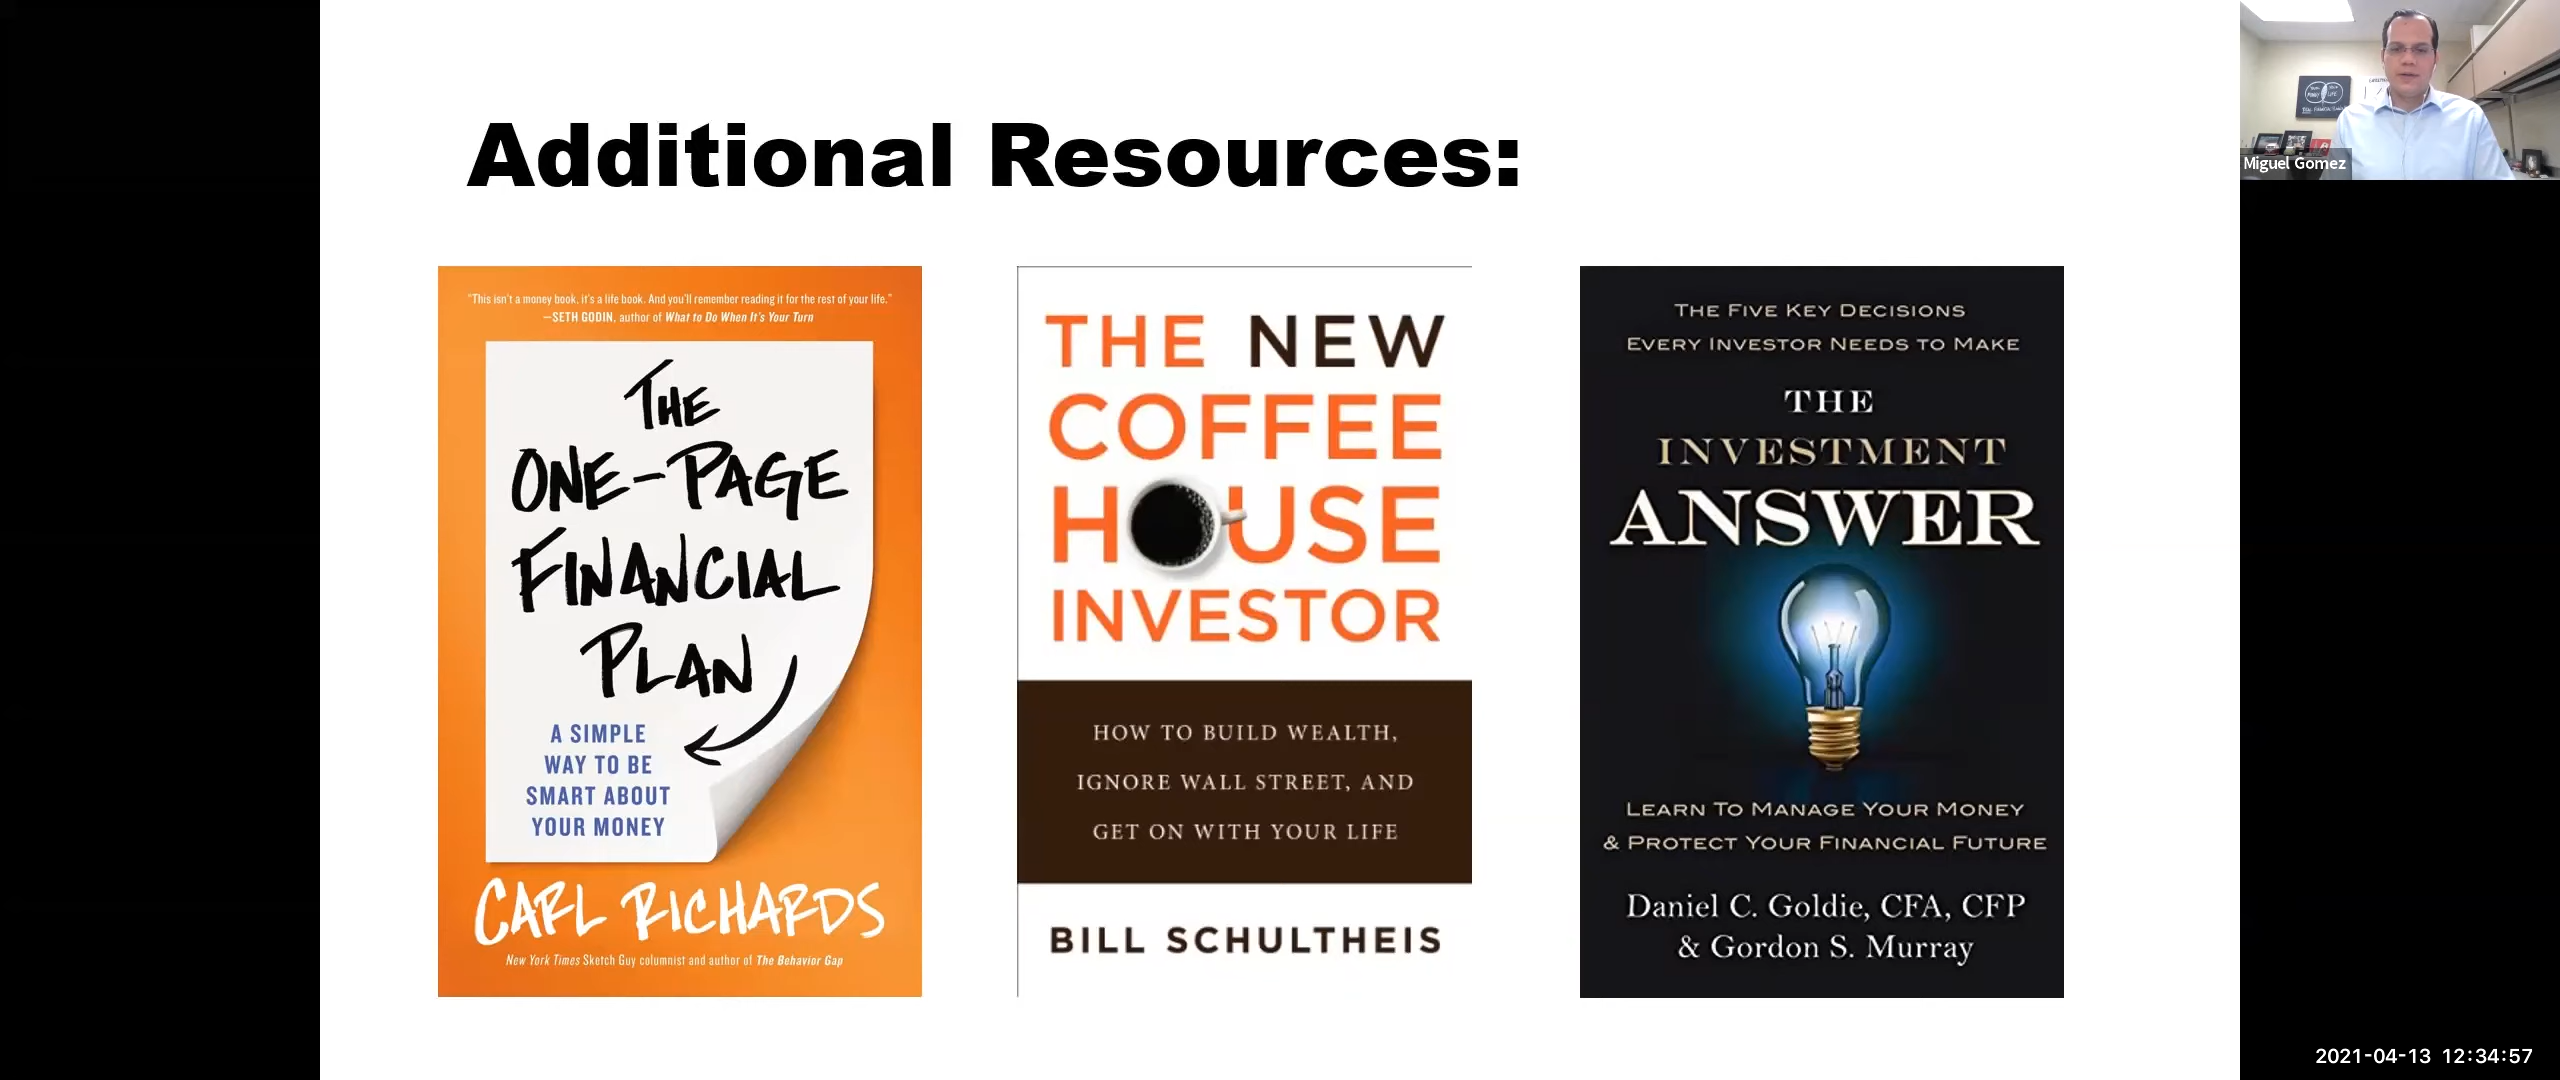 Additional Resources:
"This isn't a money book, it's a life book. And you'll remember reading it for the rest of your life."
—SETH GODIN, author of What to Do When It's Your Turn
THE
ONE-PAGE
FINANCIAL
PLAN
A SIMPLE
WAY TO BE
SMART ABOUT
YOUR MONEY
CARL RICHARDS
New York Times Sketch Guy columnist and author of The Behavior Gap
THE NEW
COFFEE
HOUSE
INVESTOR
HOW TO BUILD WEALTH,
IGNORE WALL STREET, AND
GET ON WITH YOUR LIFE
BILL SCHULTHEIS
THE FIVE KEY DECISIONS
EVERY INVESTOR NEEDS TO MAKE
THE
INVESTMENT
ANSWER
LEARN TO MANAGE YOUR MONEY
& PROTECT YOUR FINANCIAL FUTURE
Daniel C. Goldie, CFA, CFP
& Gordon S. Murray
Miguel Gomez
2021-04-13 12:34:57